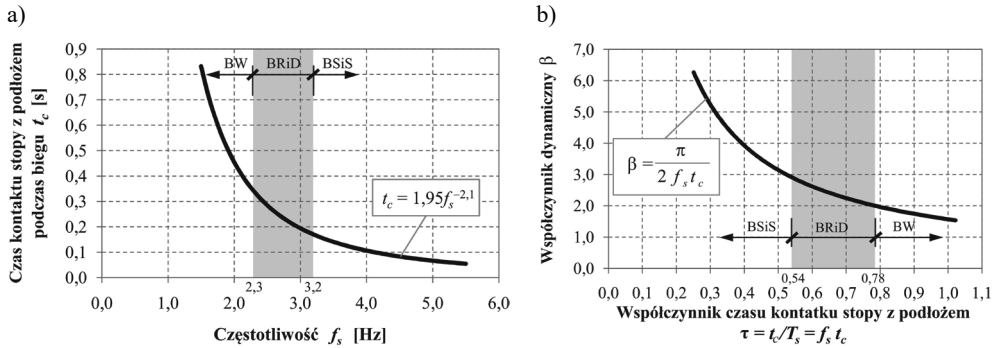 a)
Czas kontaktu stopy z podłożem
podczas biegu t_c [s]
0,9
0,8
0,7
0,6
0,5
0,4
0,3
0,2
0,1
0,0
BW BRiD BSiS
t_c = 1,95f_s^–2,1
0,0 1,0 2,0 3,0 4,0 5,0 6,0
2,3 3,2
Częstotliwość f_s [Hz]
b)
Współczynnik dynamiczny β
7,0
6,0
5,0
4,0
3,0
2,0
1,0
0,0
β = π / 2 f_s t_c
BSiS BRiD BW
0,54 0,78
0,0 0,1 0,2 0,3 0,4 0,5 0,6 0,7 0,8 0,9 1,0 1,1
Współczynnik czasu kontatku stopy z podłożem
τ = t_c/T_s = f_s t_c